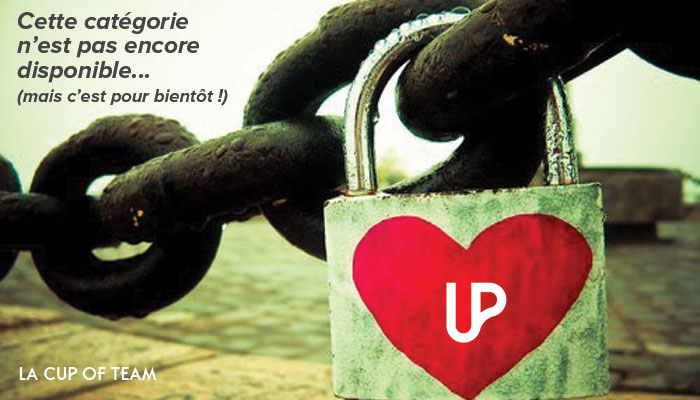 Cette catégorie
n’est pas encore
disponible...
(mais c’est pour bientôt !)
UP
LA CUP OF TEAM